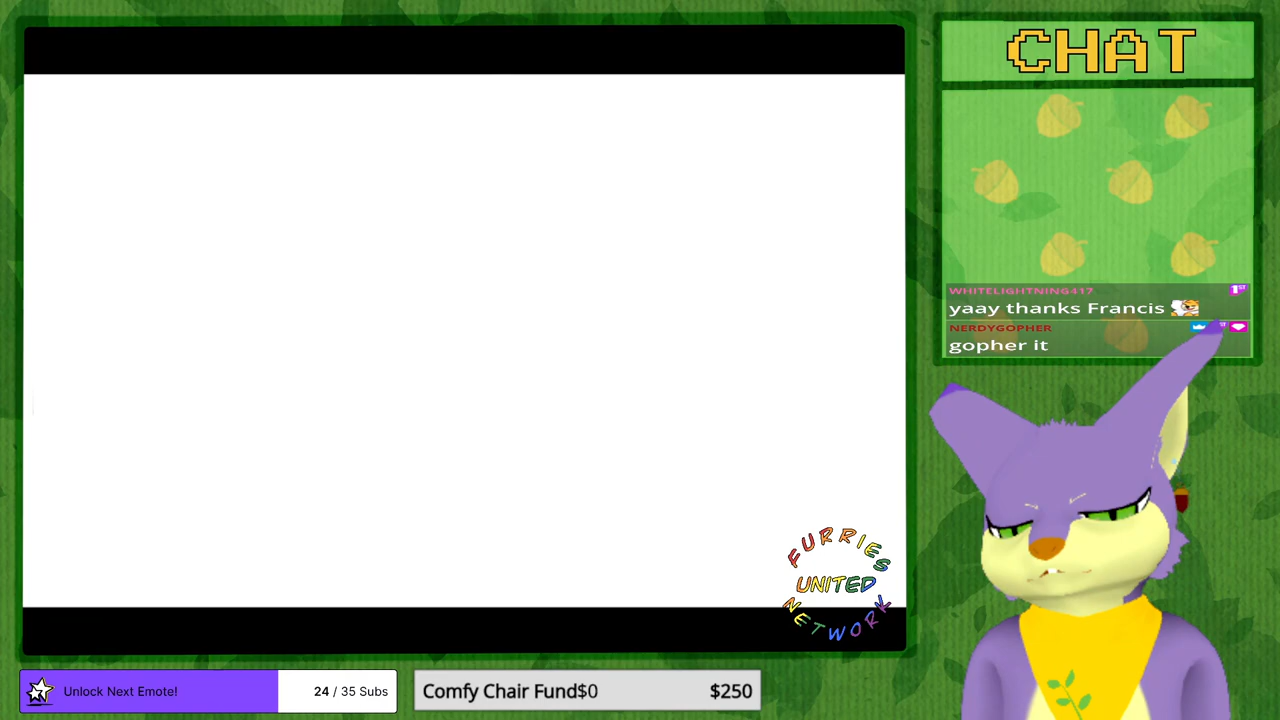 CHAT
WHITELIGHTNING417
yaay thanks Francis
NERDYGOPHER
gopher it
FURRIES
UNITED
NETWORK
Unlock Next Emote! 24 / 35 Subs
Comfy Chair Fund$0 $250